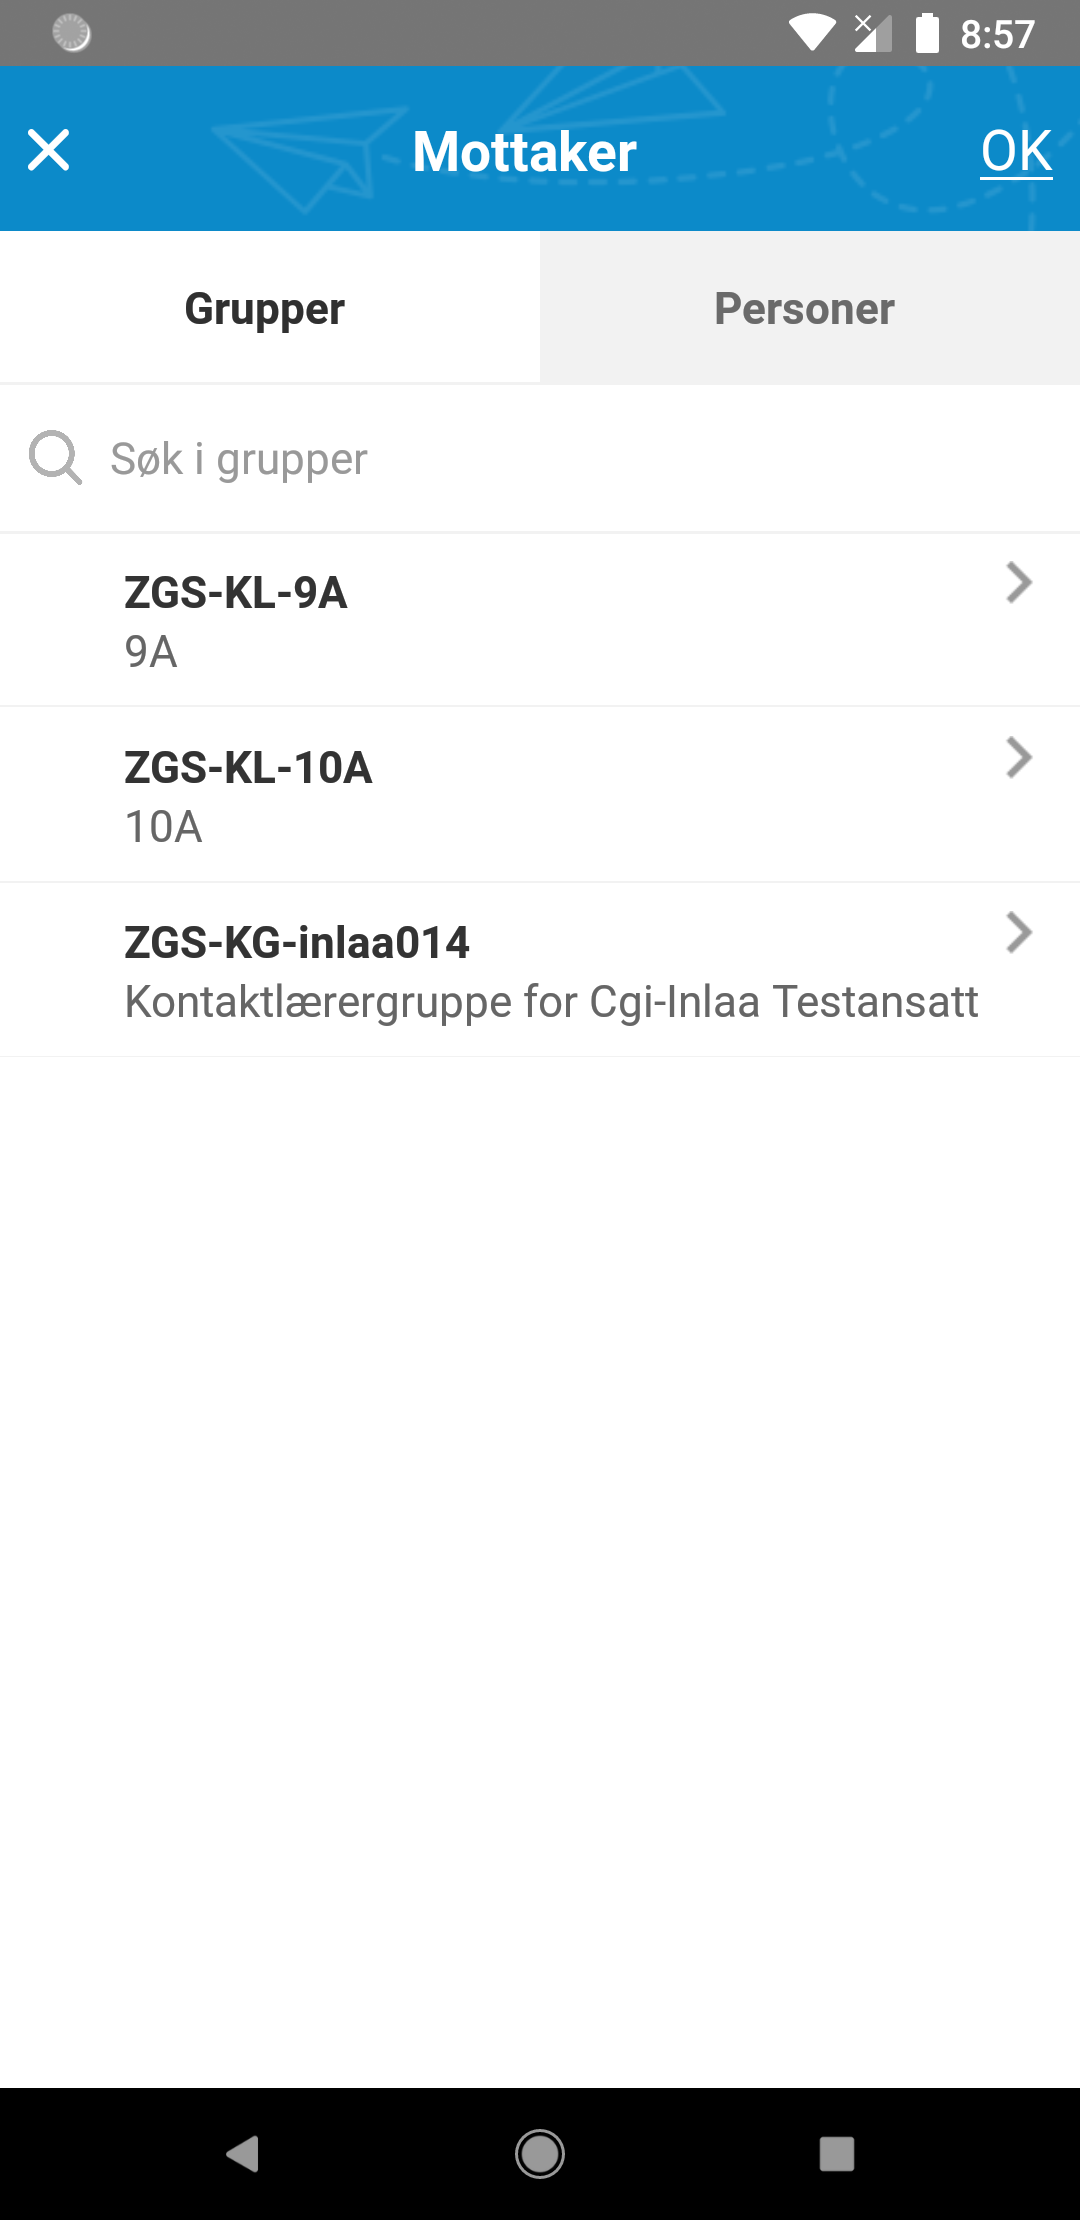 8:57
Mottaker
OK
Grupper
Personer
Søk i grupper
ZGS-KL-9A
9A
ZGS-KL-10A
10A
ZGS-KG-inlaa014
Kontaktlærergruppe for Cgi-Inlaa Testansatt